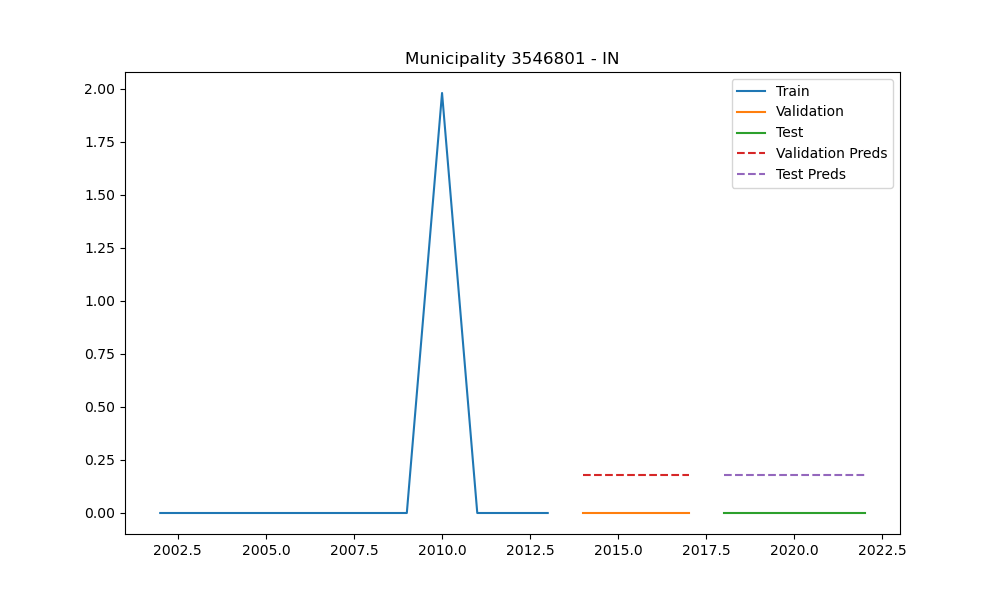 Municipality 3546801 - IN
2.00
1.75
1.50
1.25
1.00
0.75
0.50
0.25
0.00
Train
Validation
Test
Validation Preds
Test Preds
2002.5 2005.0 2007.5 2010.0 2012.5 2015.0 2017.5 2020.0 2022.5